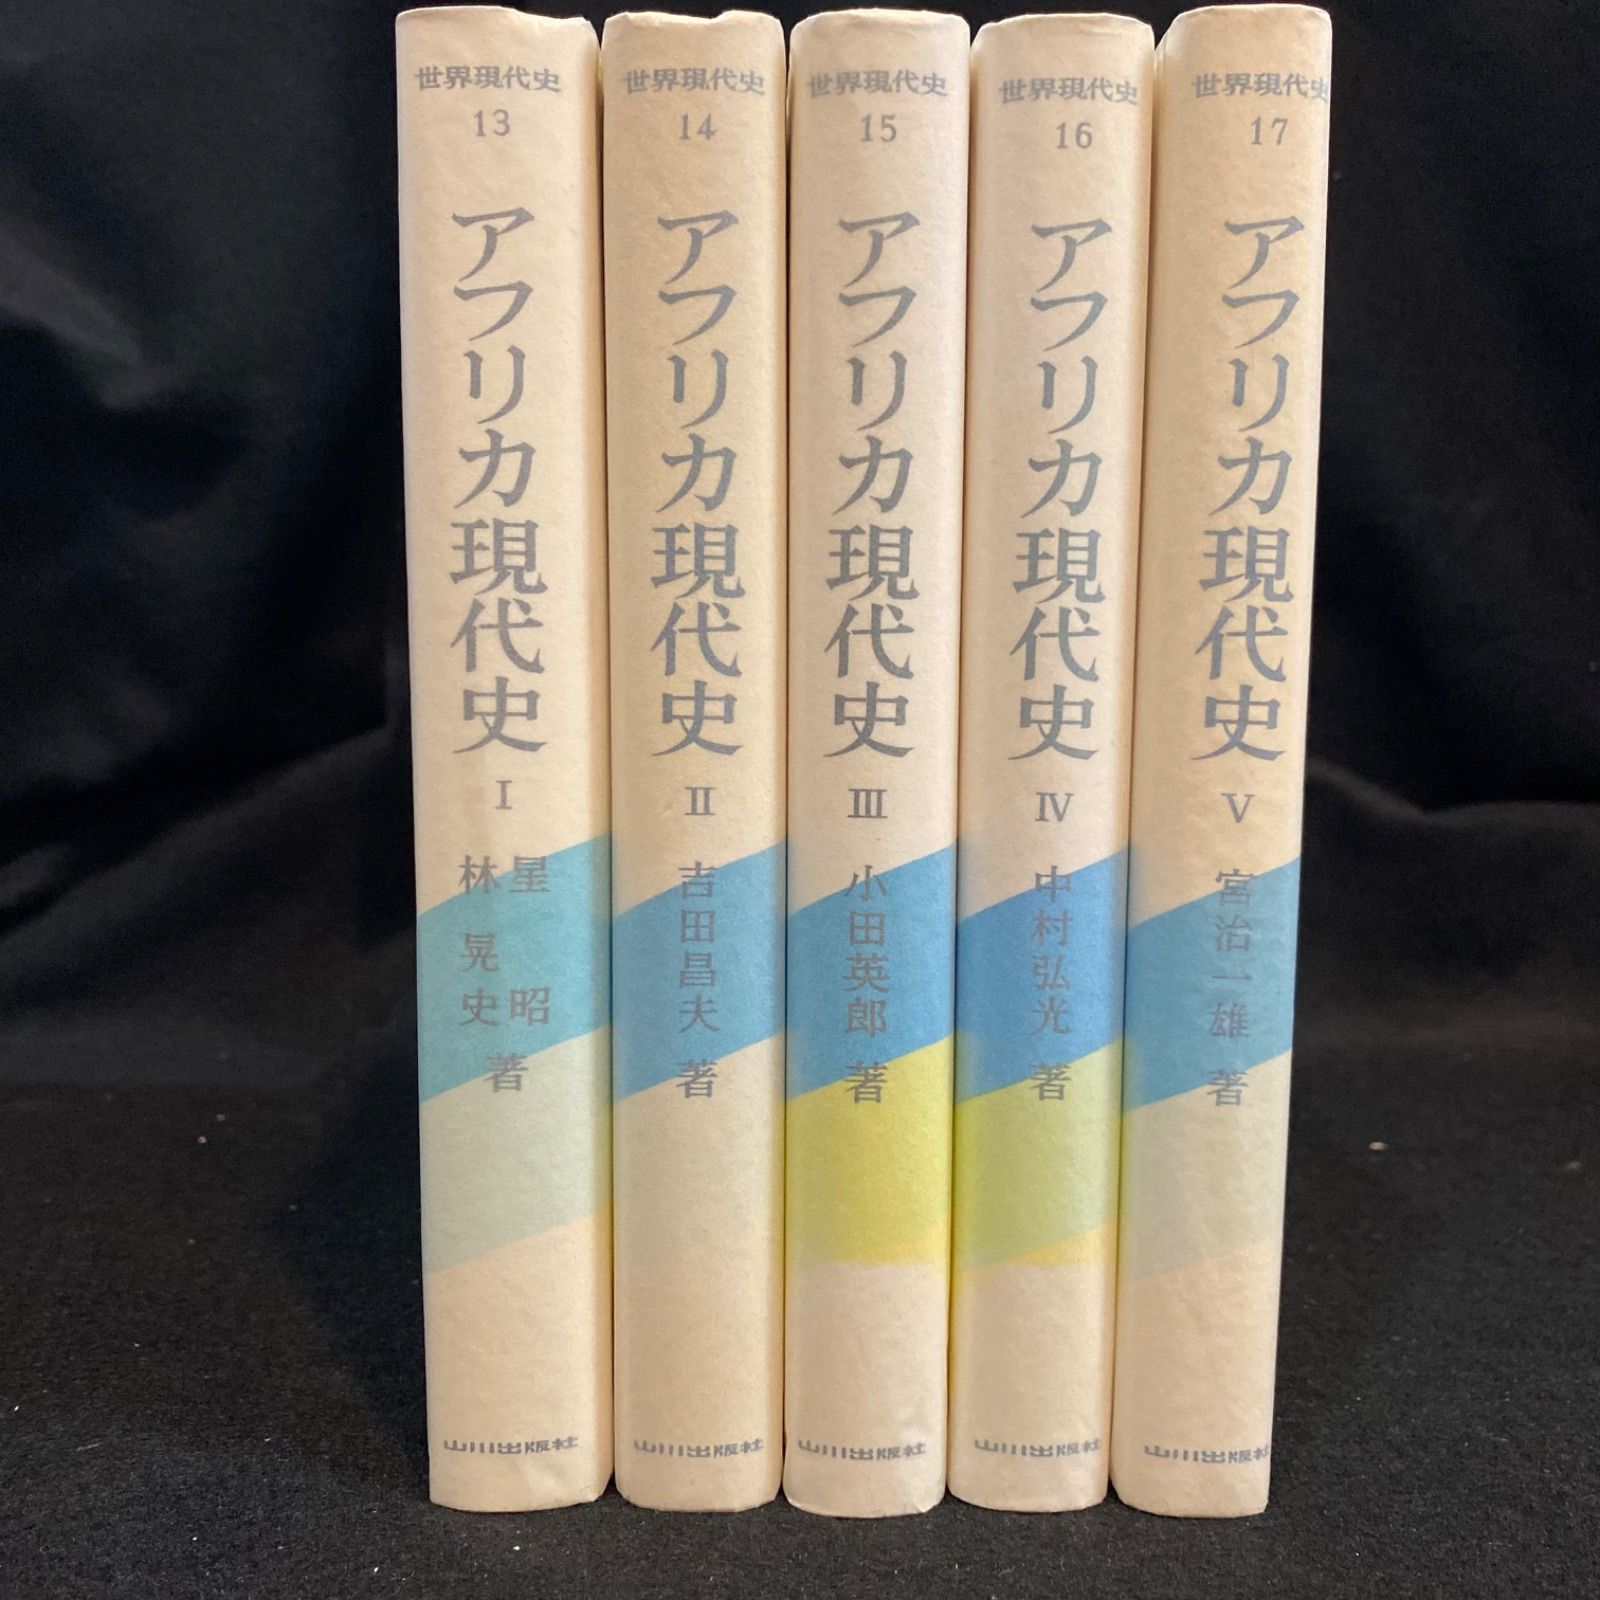 世界現代史
13
アフリカ現代史
I
星昭
林晃史
著
山川出版社
世界現代史
14
アフリカ現代史
II
吉田昌夫
著
山川出版社
世界現代史
15
アフリカ現代史
III
小田英郎
著
山川出版社
世界現代史
16
アフリカ現代史
IV
中村弘光
著
山川出版社
世界現代史
17
アフリカ現代史
V
宮治一雄
著
山川出版社